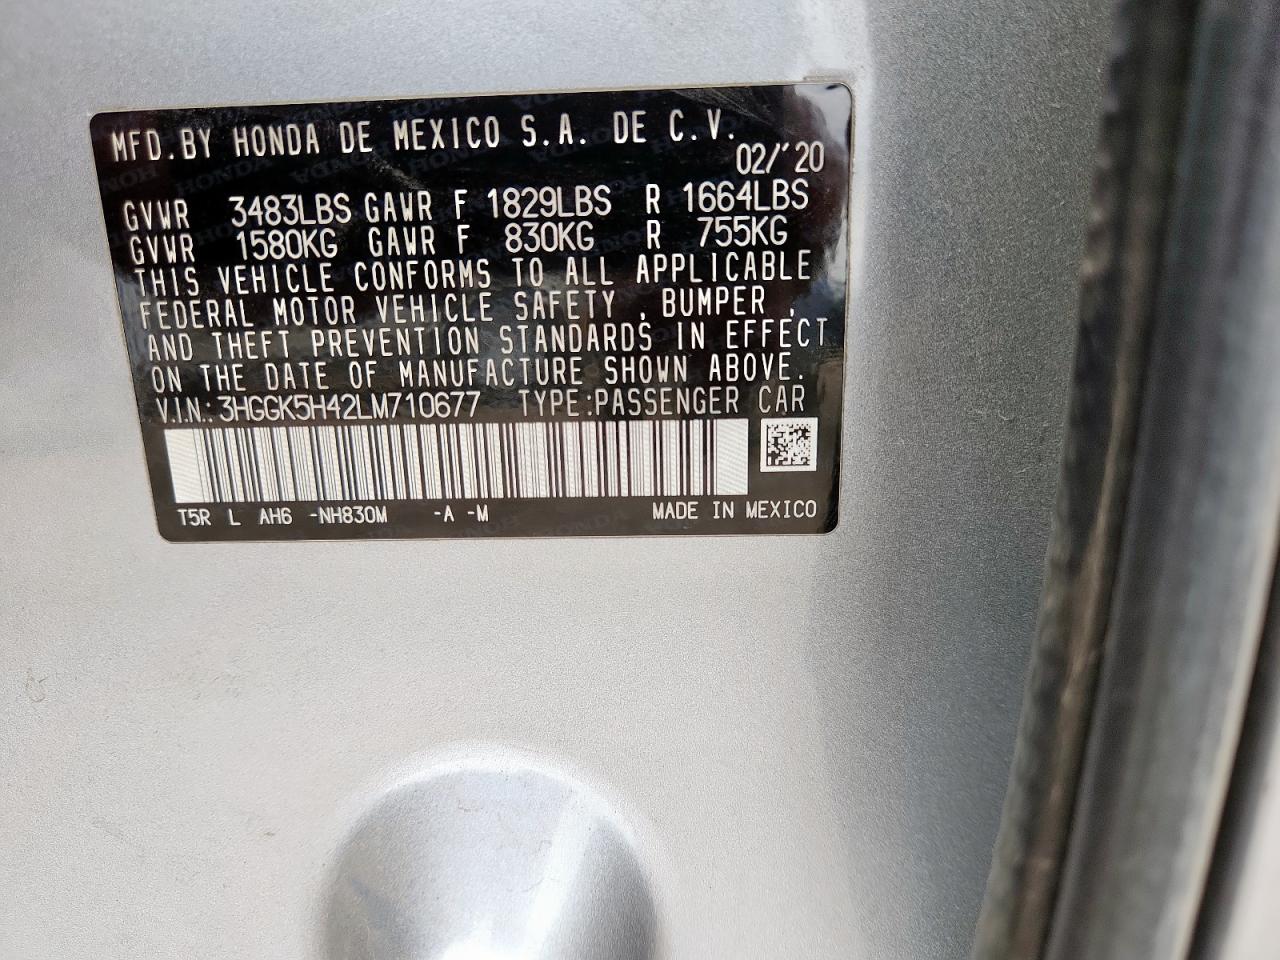 MFD.BY HONDA DE MEXICO S.A. DE C.V.
02/'20
GVWR 3483LBS GAWR F 1829LBS R 1664LBS
GVWR 1580KG GAWR F 830KG R 755KG
THIS VEHICLE CONFORMS TO ALL APPLICABLE
FEDERAL MOTOR VEHICLE SAFETY , BUMPER ,
AND THEFT PREVENTION STANDARDS IN EFFECT
ON THE DATE OF MANUFACTURE SHOWN ABOVE.
V.I.N.: 3HGGK5H42LM710677 TYPE:PASSENGER CAR
T5R L AH6 -NH830M -A -M MADE IN MEXICO